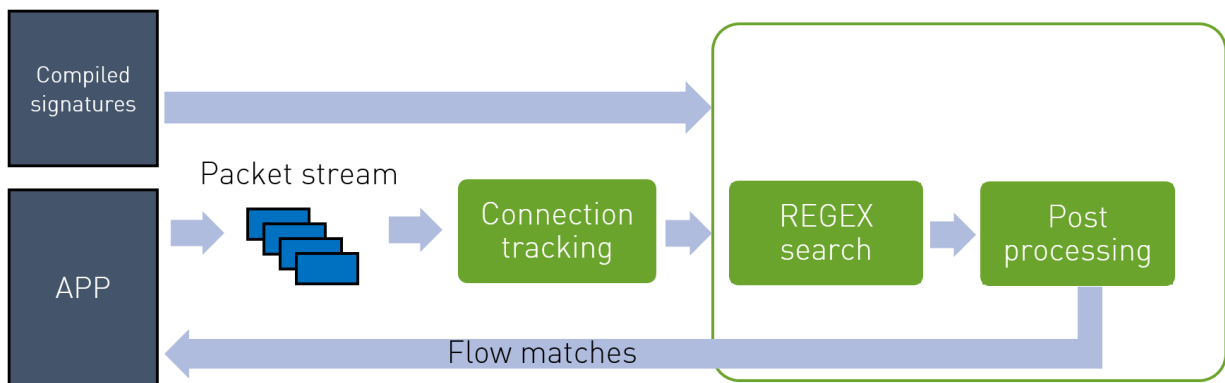 Compiled
signatures
Packet stream
Connection
tracking
REGEX
search
Post
processing
APP
Flow matches